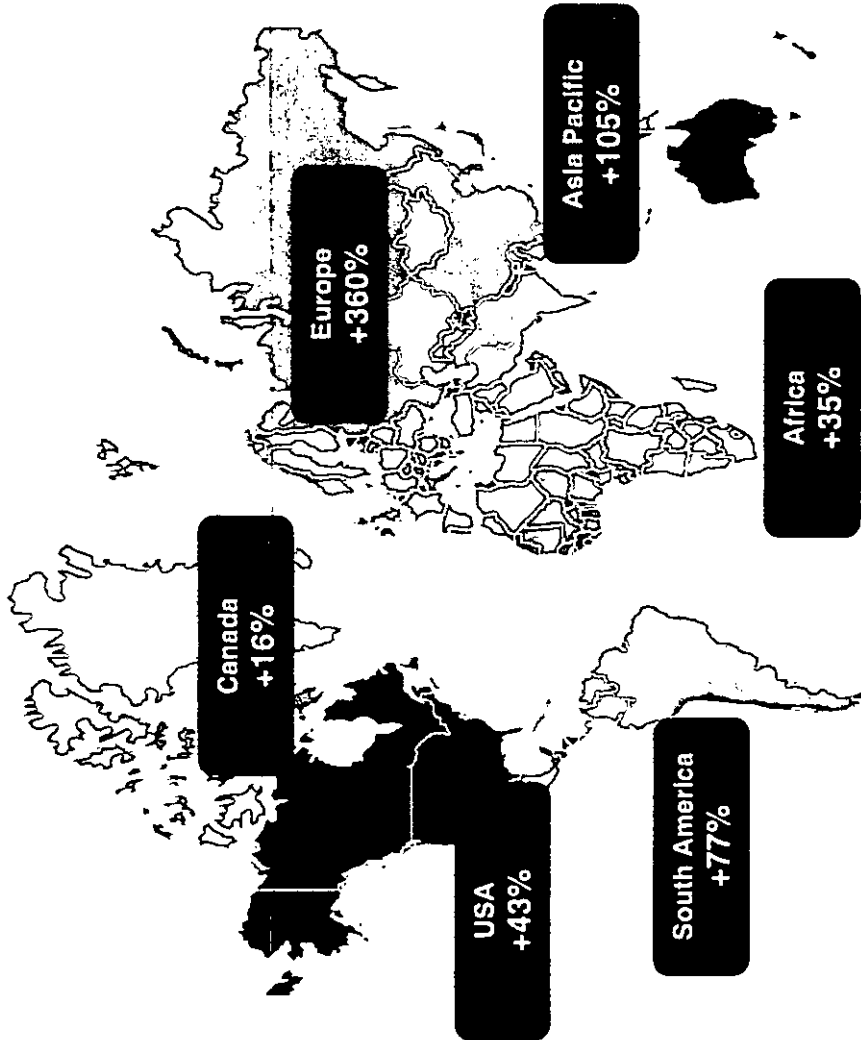 Canada
+16%
Europe
+360%
USA
+43%
Asia Pacific
+105%
South America
+77%
Africa
+35%